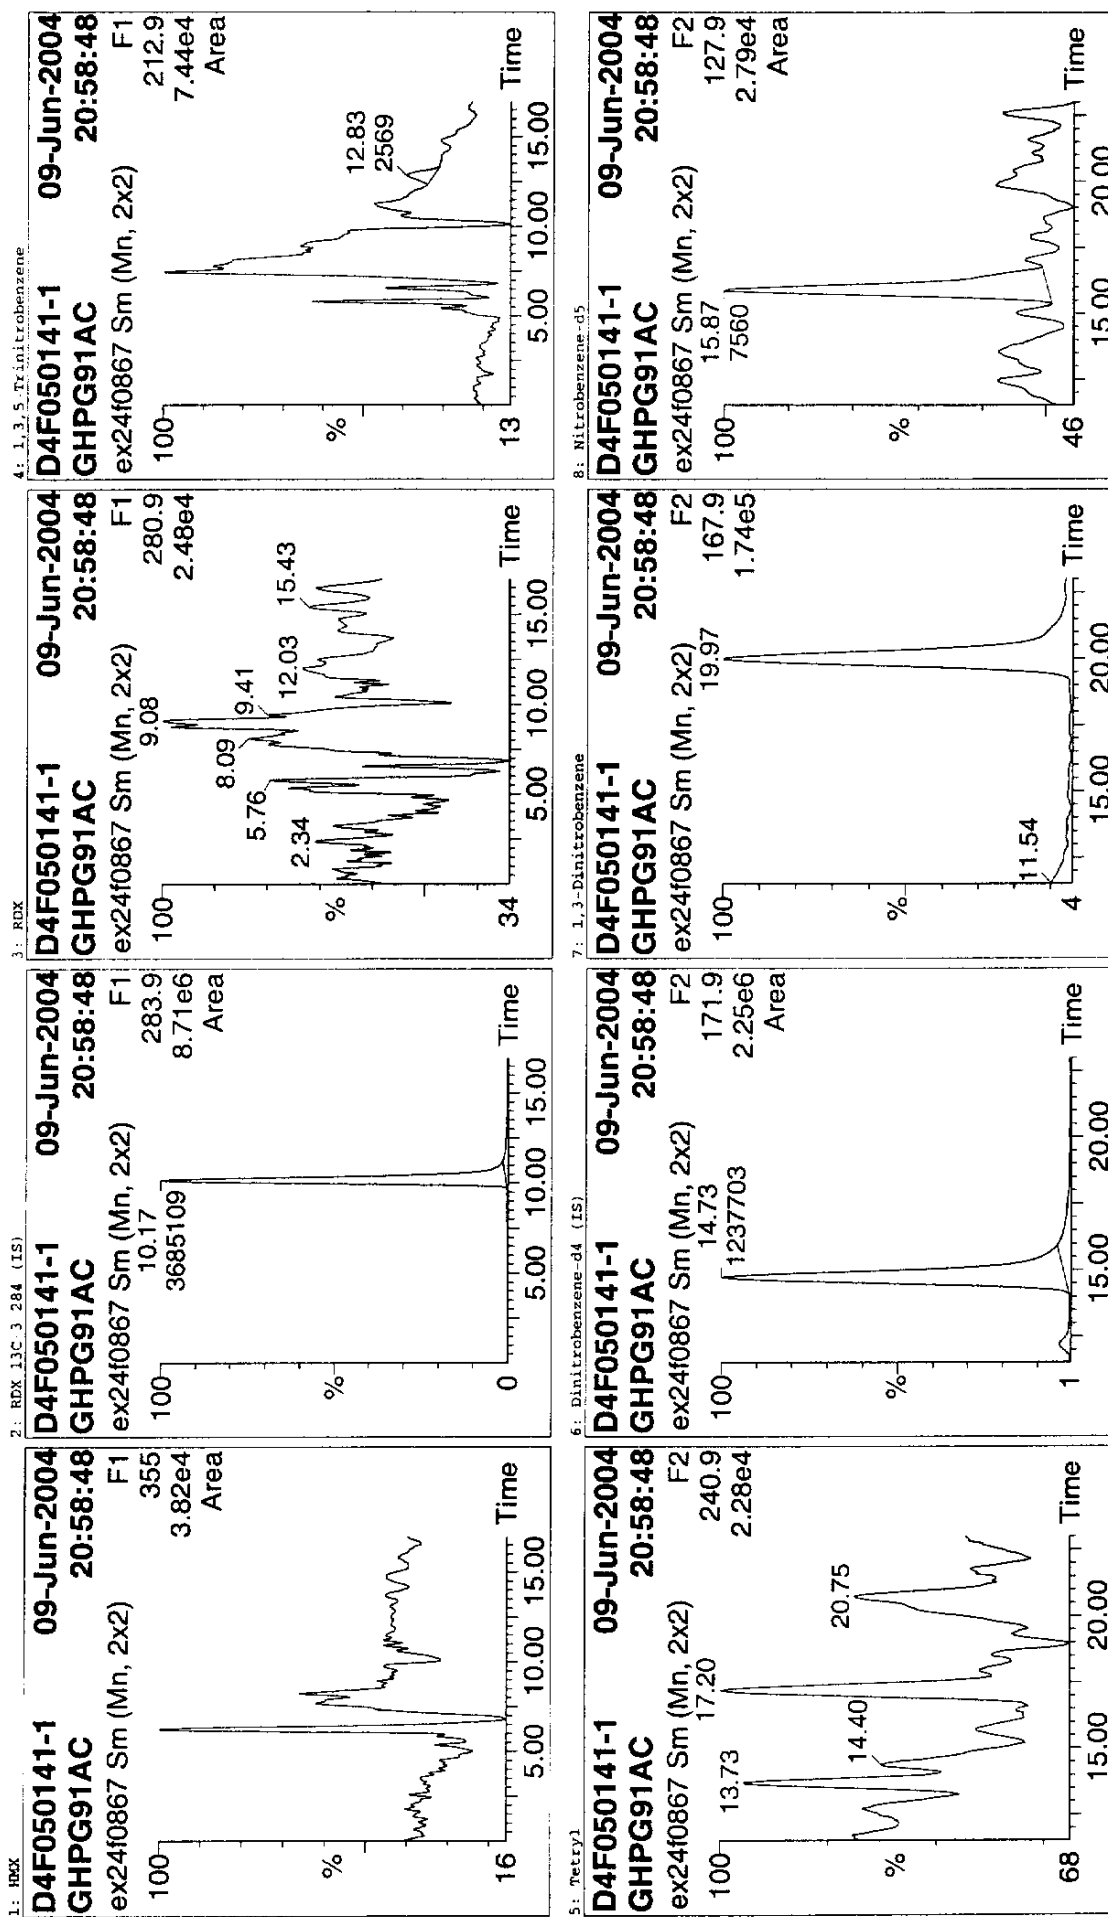 1: HMX
D4F050141-1 09-Jun-2004
GHPG91AC 20:58:48
ex24f0867 Sm (Mn, 2x2) F1
355
3.82e4
Area
100
%
16
5.00 10.00 15.00 Time
2: RDX 13C 3 284 (IS)
D4F050141-1 09-Jun-2004
GHPG91AC 20:58:48
ex24f0867 Sm (Mn, 2x2) F1
10.17 283.9
3685109 8.71e6
Area
100
%
0
5.00 10.00 15.00 Time
3: RDX
D4F050141-1 09-Jun-2004
GHPG91AC 20:58:48
ex24f0867 Sm (Mn, 2x2) F1
9.08 280.9
2.48e4
100
8.09 9.41
5.76 12.03 15.43
2.34
%
34
5.00 10.00 15.00 Time
4: 1,3,5-Trinitrobenzene
D4F050141-1 09-Jun-2004
GHPG91AC 20:58:48
ex24f0867 Sm (Mn, 2x2) F1
212.9
7.44e4
Area
100
12.83
2569
%
13
5.00 10.00 15.00 Time
5: Tetryl
D4F050141-1 09-Jun-2004
GHPG91AC 20:58:48
ex24f0867 Sm (Mn, 2x2) F2
17.20 240.9
2.28e4
100
13.73
14.40 20.75
%
68
15.00 20.00 Time
6: Dinitrobenzene-d4 (IS)
D4F050141-1 09-Jun-2004
GHPG91AC 20:58:48
ex24f0867 Sm (Mn, 2x2) F2
14.73 171.9
1237703 2.25e6
Area
100
%
1
15.00 20.00 Time
7: 1,3-Dinitrobenzene
D4F050141-1 09-Jun-2004
GHPG91AC 20:58:48
ex24f0867 Sm (Mn, 2x2) F2
19.97 167.9
1.74e5
100
%
11.54
4
15.00 20.00 Time
8: Nitrobenzene-d5
D4F050141-1 09-Jun-2004
GHPG91AC 20:58:48
ex24f0867 Sm (Mn, 2x2) F2
15.87 127.9
7560 2.79e4
Area
100
%
46
15.00 20.00 Time